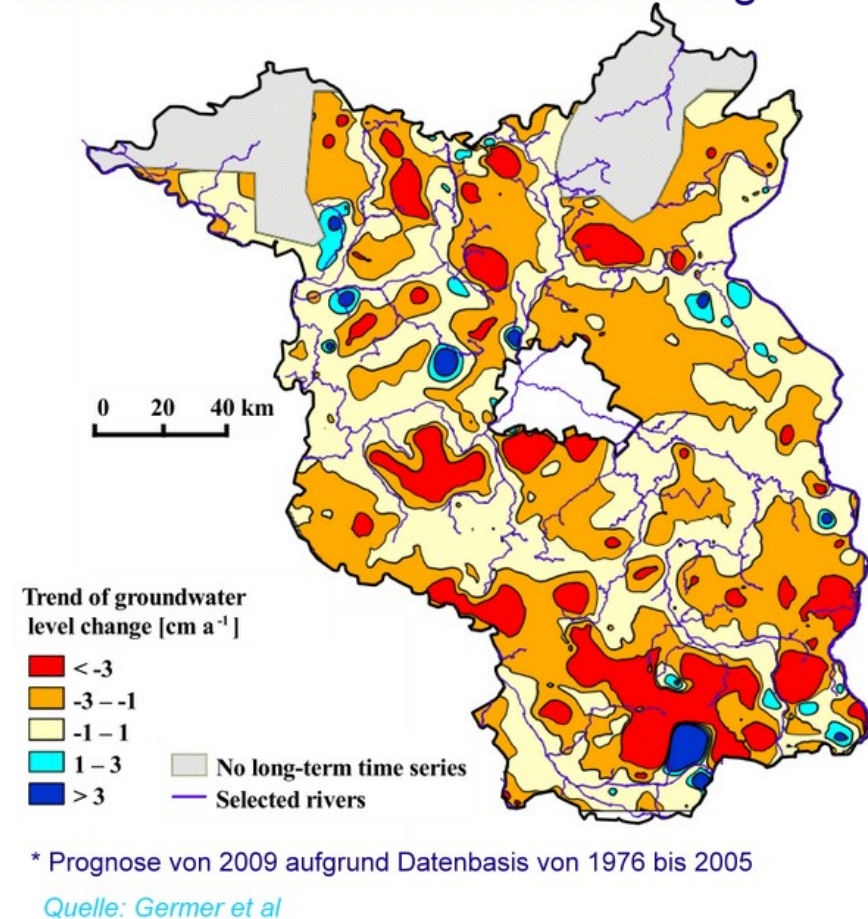 0 20 40 km
Trend of groundwater
level change [cm a⁻¹]
< -3
-3 – -1
-1 – 1
1 – 3
> 3
No long-term time series
Selected rivers
* Prognose von 2009 aufgrund Datenbasis von 1976 bis 2005
Quelle: Germer et al